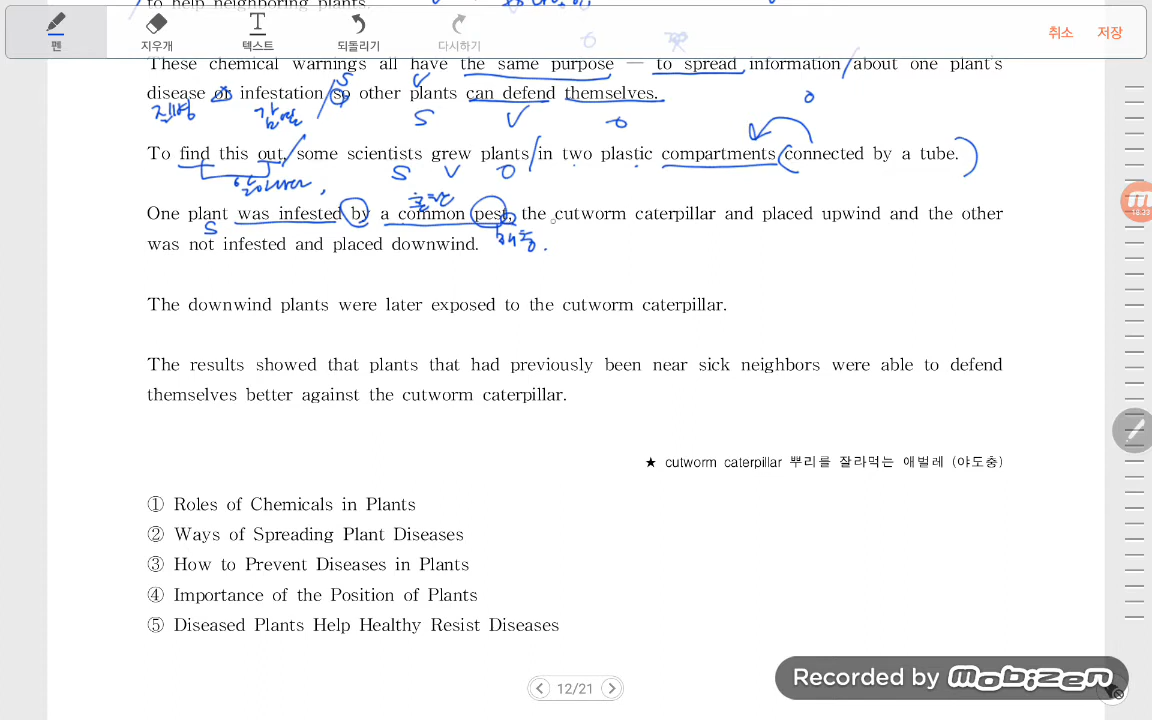 to help neighboring plants.
펜 지우개 텍스트 되돌리기 다시하기 취소 저장
These chemical warnings all have the same purpose — to spread information about one plant's
S V
disease or infestation so other plants can defend themselves.
질병 감염 S V O
To find this out, some scientists grew plants in two plastic compartments connected by a tube.
알아내다, S V O
흔한
One plant was infested by a common pest, the cutworm caterpillar and placed upwind and the other
S 해충.
was not infested and placed downwind.
The downwind plants were later exposed to the cutworm caterpillar.
The results showed that plants that had previously been near sick neighbors were able to defend
themselves better against the cutworm caterpillar.
★ cutworm caterpillar 뿌리를 잘라먹는 애벌레 (야도충)
① Roles of Chemicals in Plants
② Ways of Spreading Plant Diseases
③ How to Prevent Diseases in Plants
④ Importance of the Position of Plants
⑤ Diseased Plants Help Healthy Resist Diseases
12/21
Recorded by mobizen